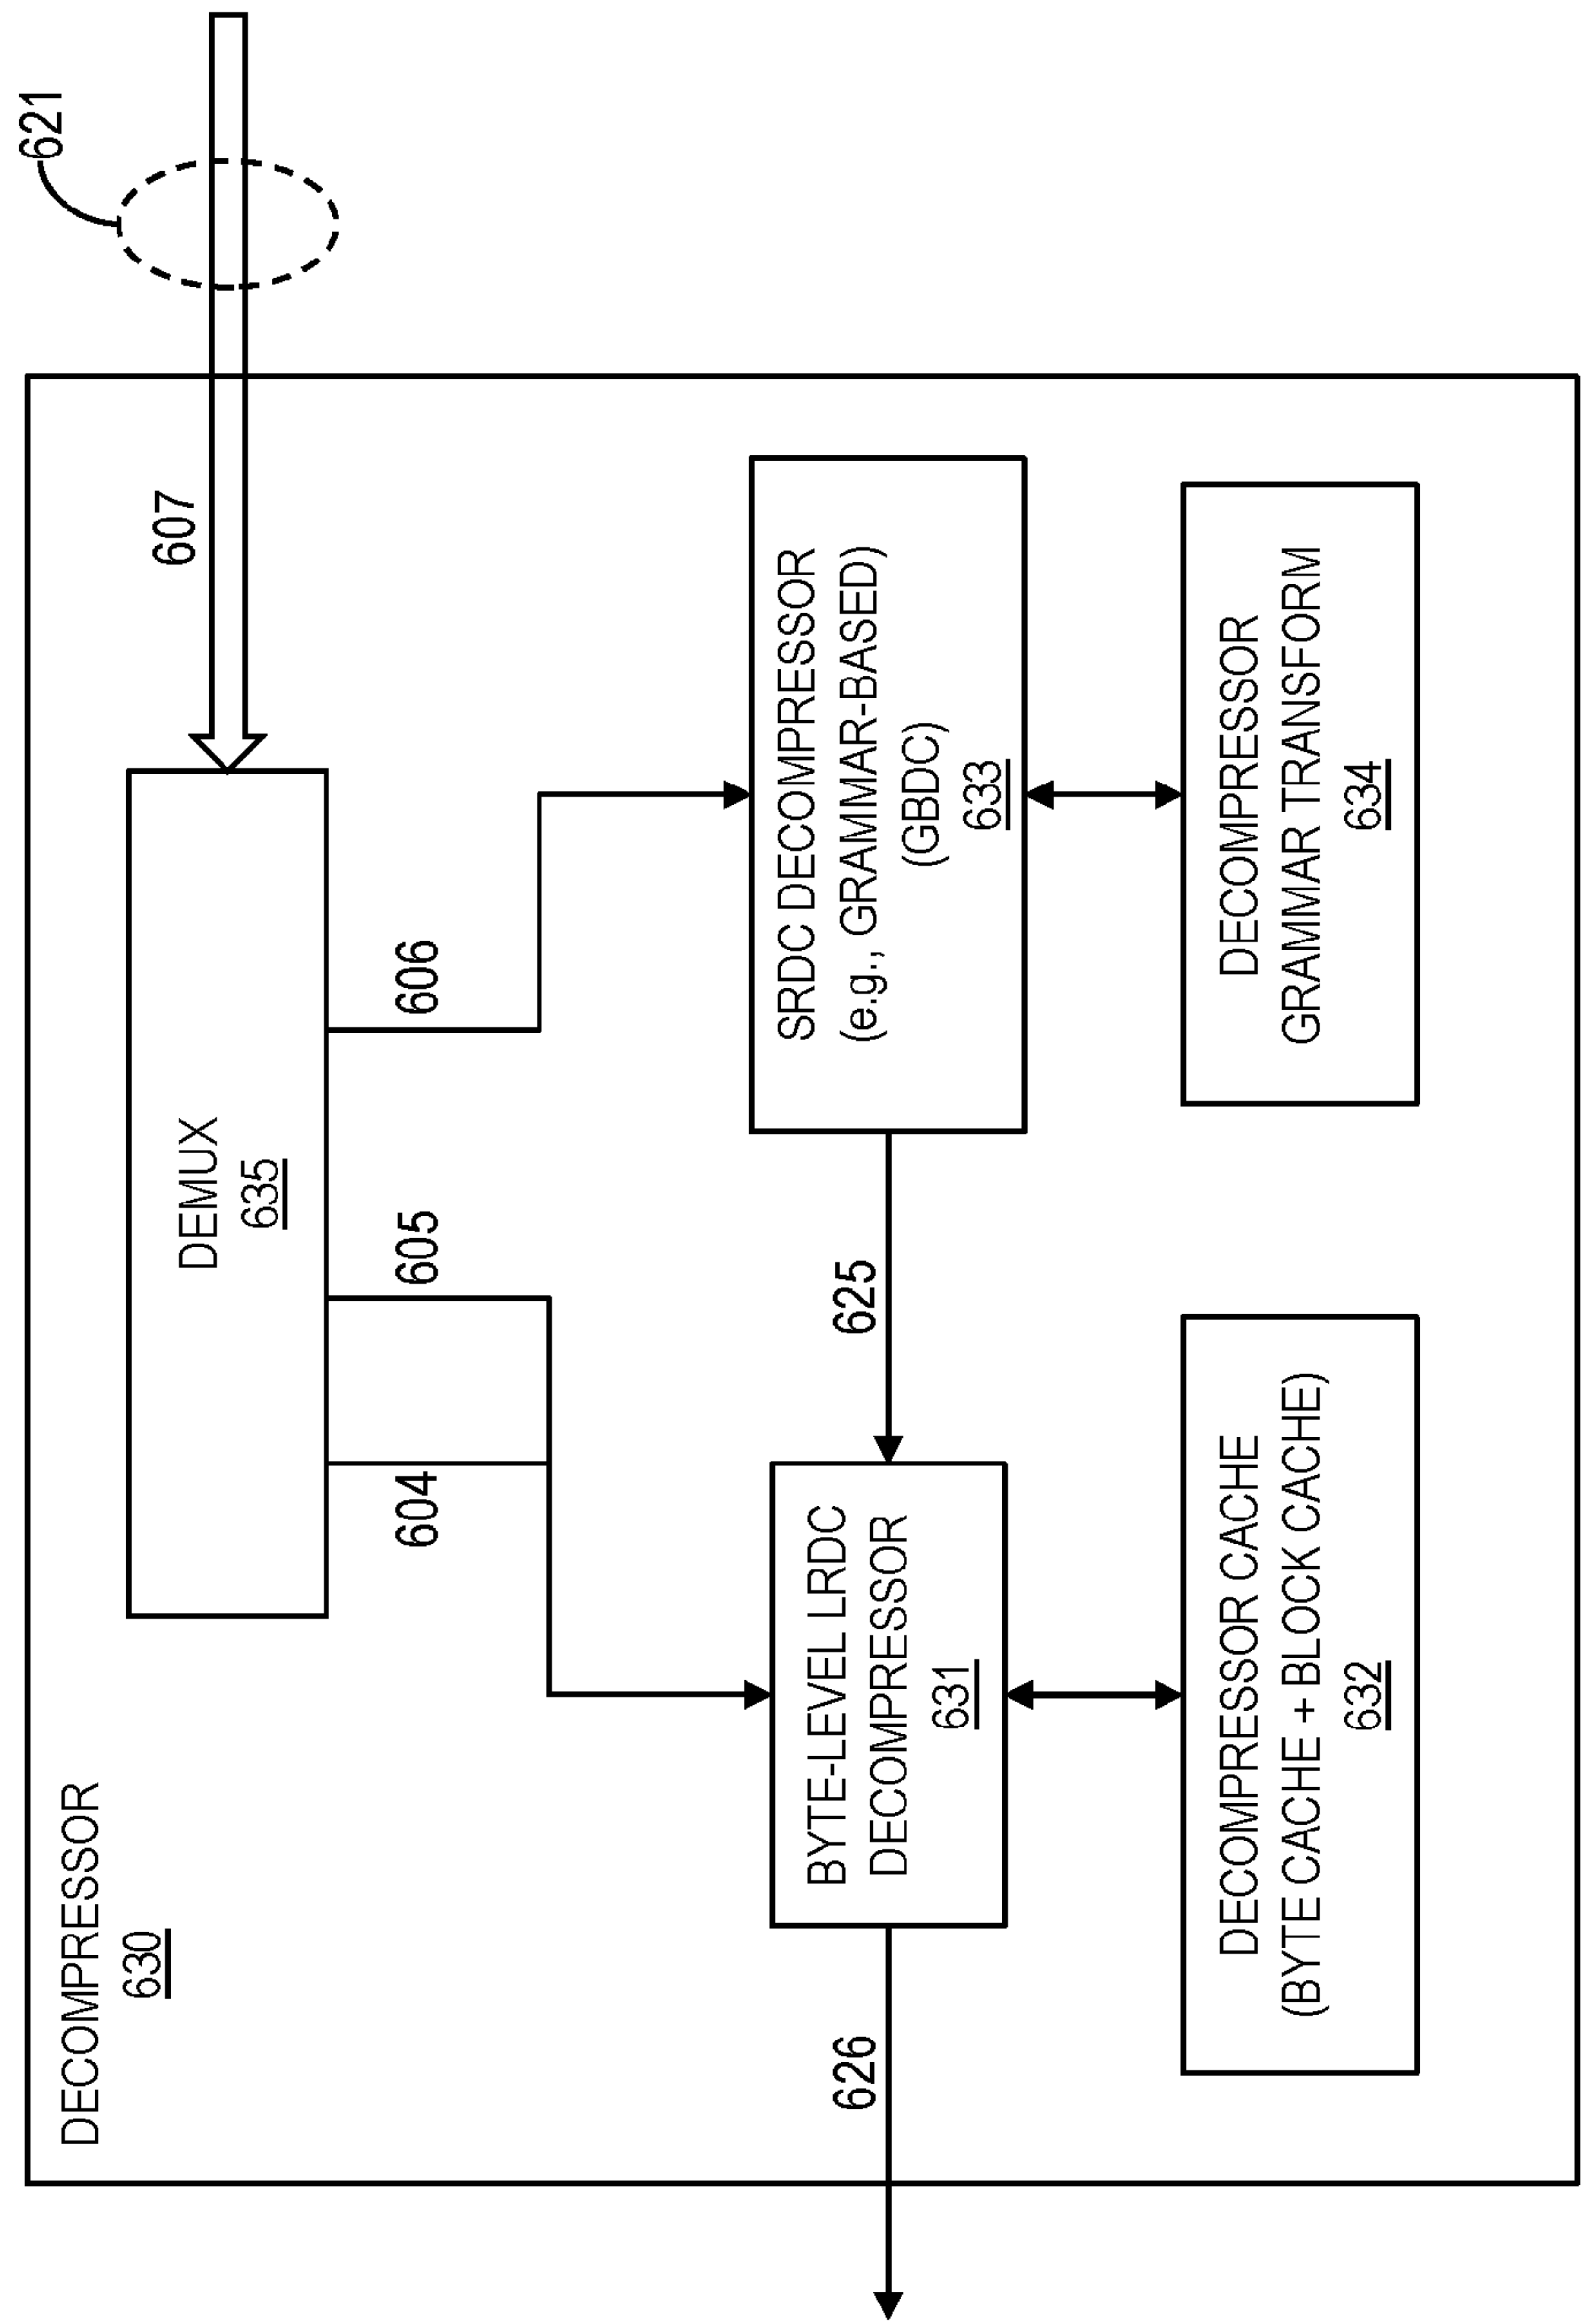 DECOMPRESSOR
630
621
607
DEMUX
635
604
605
606
BYTE-LEVEL LRDC
DECOMPRESSOR
631
625
626
SRDC DECOMPRESSOR
(e.g., GRAMMAR-BASED)
(GBDC)
633
DECOMPRESSOR CACHE
(BYTE CACHE + BLOCK CACHE)
632
DECOMPRESSOR
GRAMMAR TRANSFORM
634